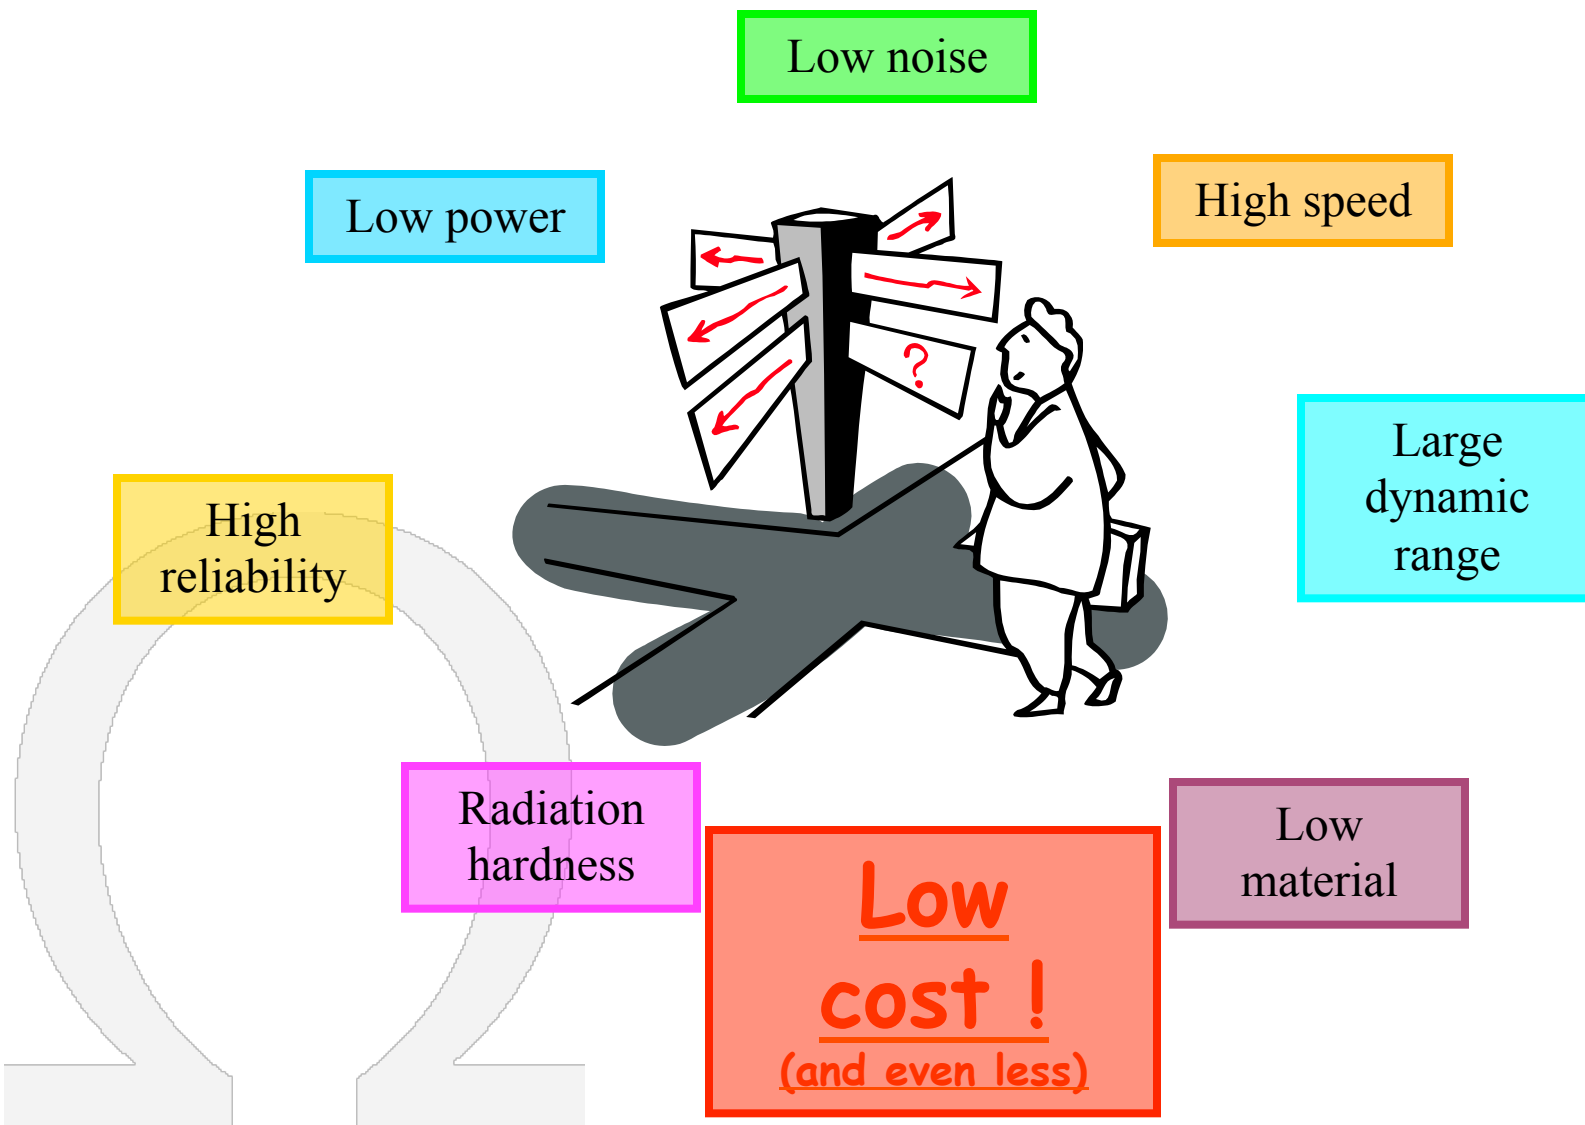 Low noise
High speed
Low power
?
Large
dynamic
range
High
reliability
Radiation
hardness
Low
material
Low
cost !
(and even less)
Ω